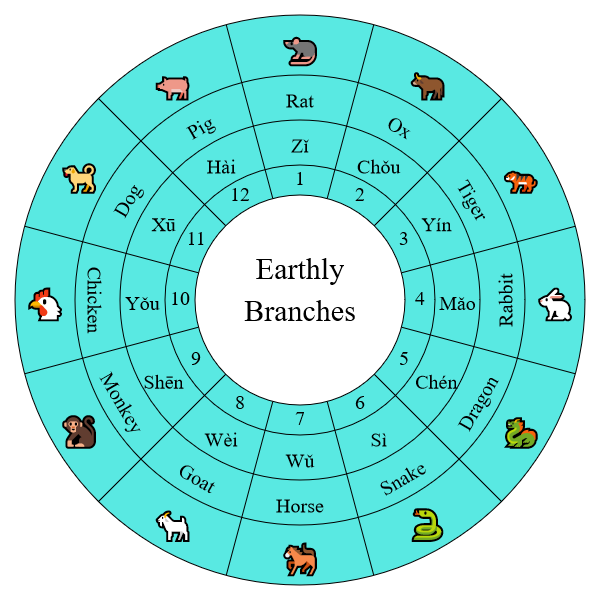 Earthly
Branches
Rat
Zǐ
1
Ox
Chǒu
2
Tiger
Yín
3
Rabbit
Mǎo
4
Dragon
Chén
5
Snake
Sì
6
Horse
Wǔ
7
Goat
Wèi
8
Monkey
Shēn
9
Chicken
Yǒu
10
Dog
Xū
11
Pig
Hài
12